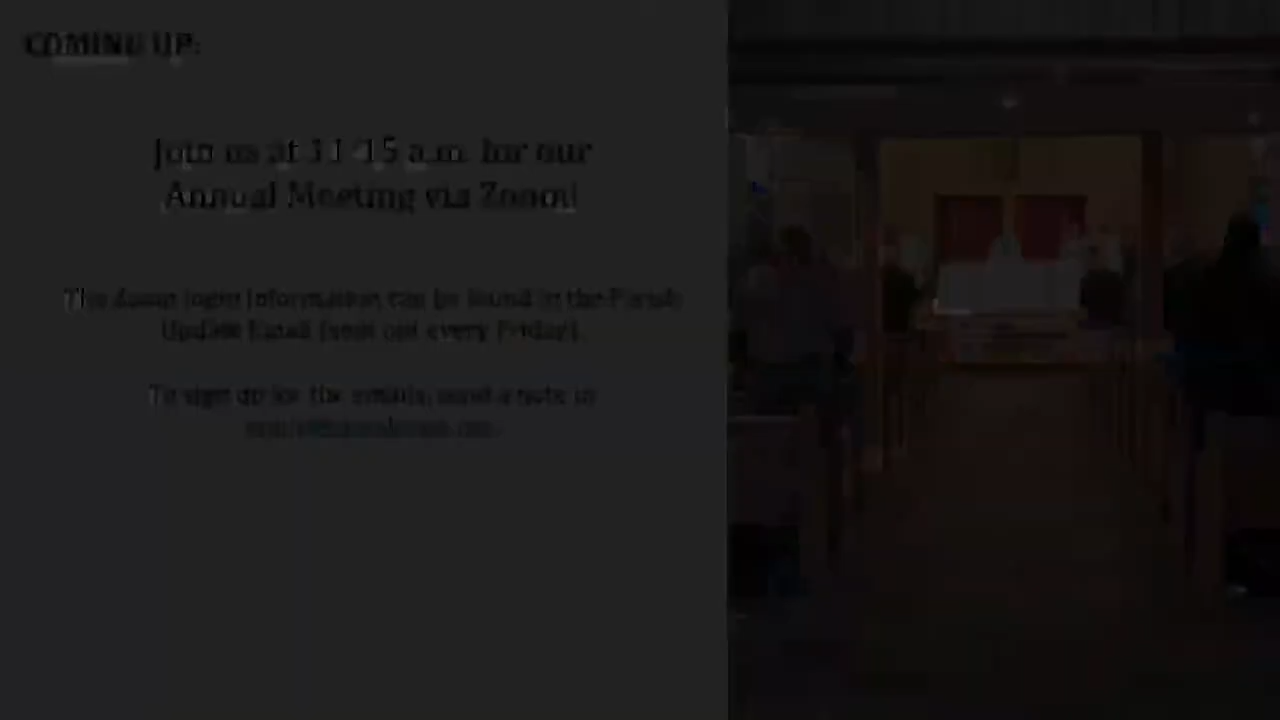 COMING UP:
Join us at 11:15 a.m. for our
Annual Meeting via Zoom!
The Zoom login information can be found in the Parish
Update Email (sent out every Friday).
To sign up for the emails, send a note to